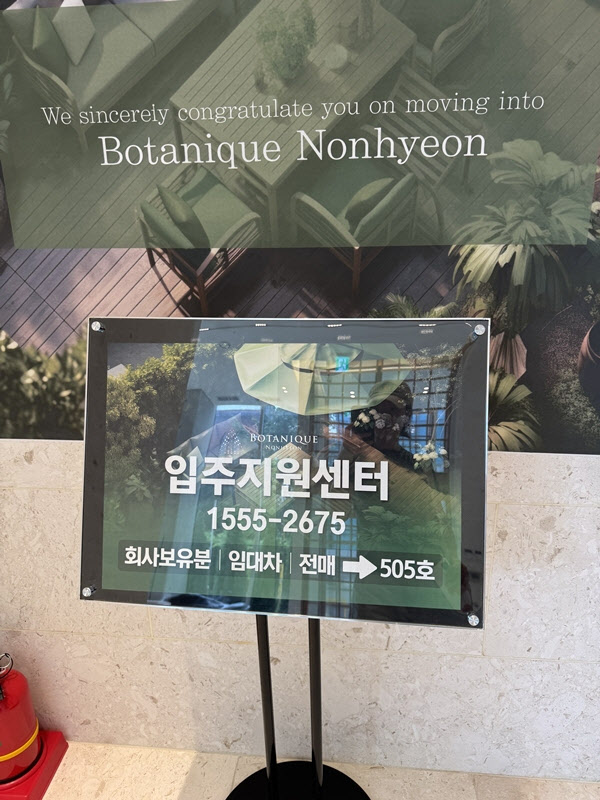 We sincerely congratulate you on moving into
Botanique Nonhyeon
BOTANIQUE
NONHYEON
입주지원센터
1555-2675
회사보유분 | 임대차 | 전매 ➡ 505호